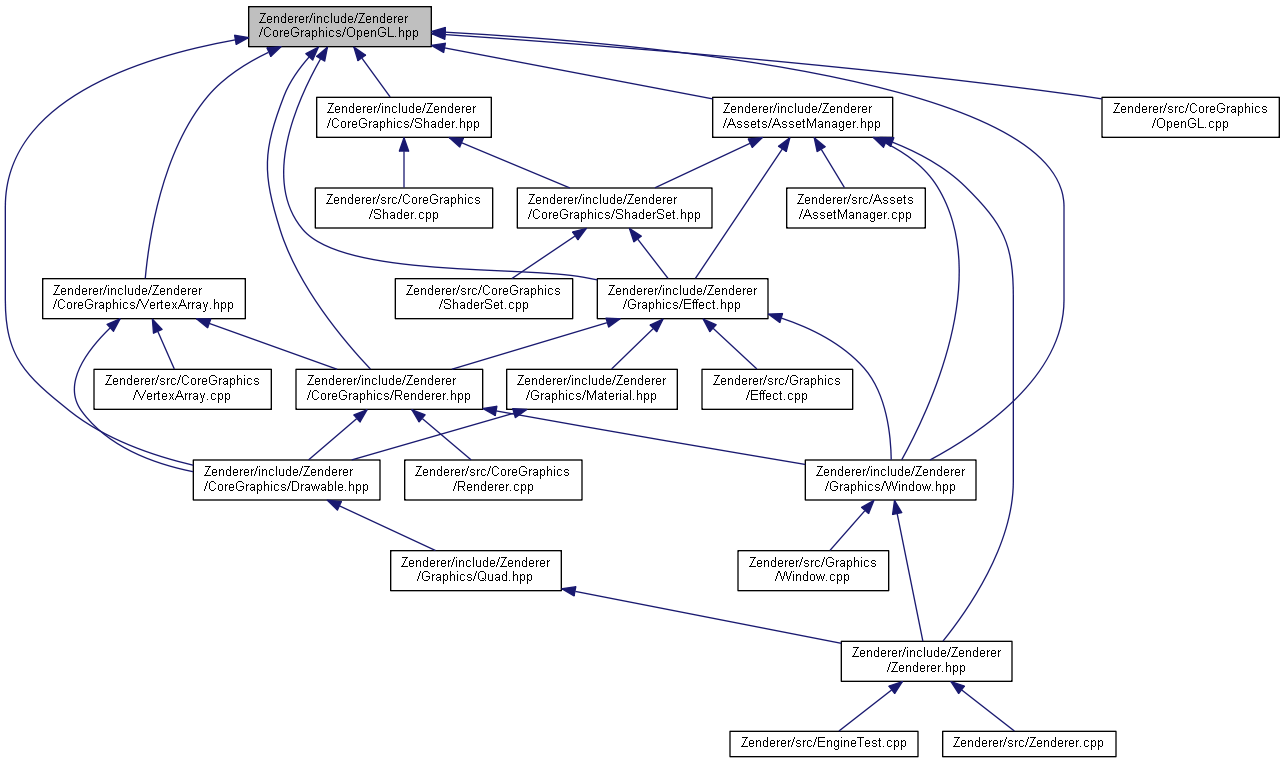 Zenderer/include/Zenderer
/CoreGraphics/OpenGL.hpp
Zenderer/include/Zenderer
/CoreGraphics/Shader.hpp
Zenderer/include/Zenderer
/Assets/AssetManager.hpp
Zenderer/src/CoreGraphics
/OpenGL.cpp
Zenderer/src/CoreGraphics
/Shader.cpp
Zenderer/include/Zenderer
/CoreGraphics/ShaderSet.hpp
Zenderer/src/Assets
/AssetManager.cpp
Zenderer/include/Zenderer
/CoreGraphics/VertexArray.hpp
Zenderer/src/CoreGraphics
/ShaderSet.cpp
Zenderer/include/Zenderer
/Graphics/Effect.hpp
Zenderer/src/CoreGraphics
/VertexArray.cpp
Zenderer/include/Zenderer
/CoreGraphics/Renderer.hpp
Zenderer/include/Zenderer
/Graphics/Material.hpp
Zenderer/src/Graphics
/Effect.cpp
Zenderer/include/Zenderer
/CoreGraphics/Drawable.hpp
Zenderer/src/CoreGraphics
/Renderer.cpp
Zenderer/include/Zenderer
/Graphics/Window.hpp
Zenderer/include/Zenderer
/Graphics/Quad.hpp
Zenderer/src/Graphics
/Window.cpp
Zenderer/include/Zenderer
/Zenderer.hpp
Zenderer/src/EngineTest.cpp
Zenderer/src/Zenderer.cpp